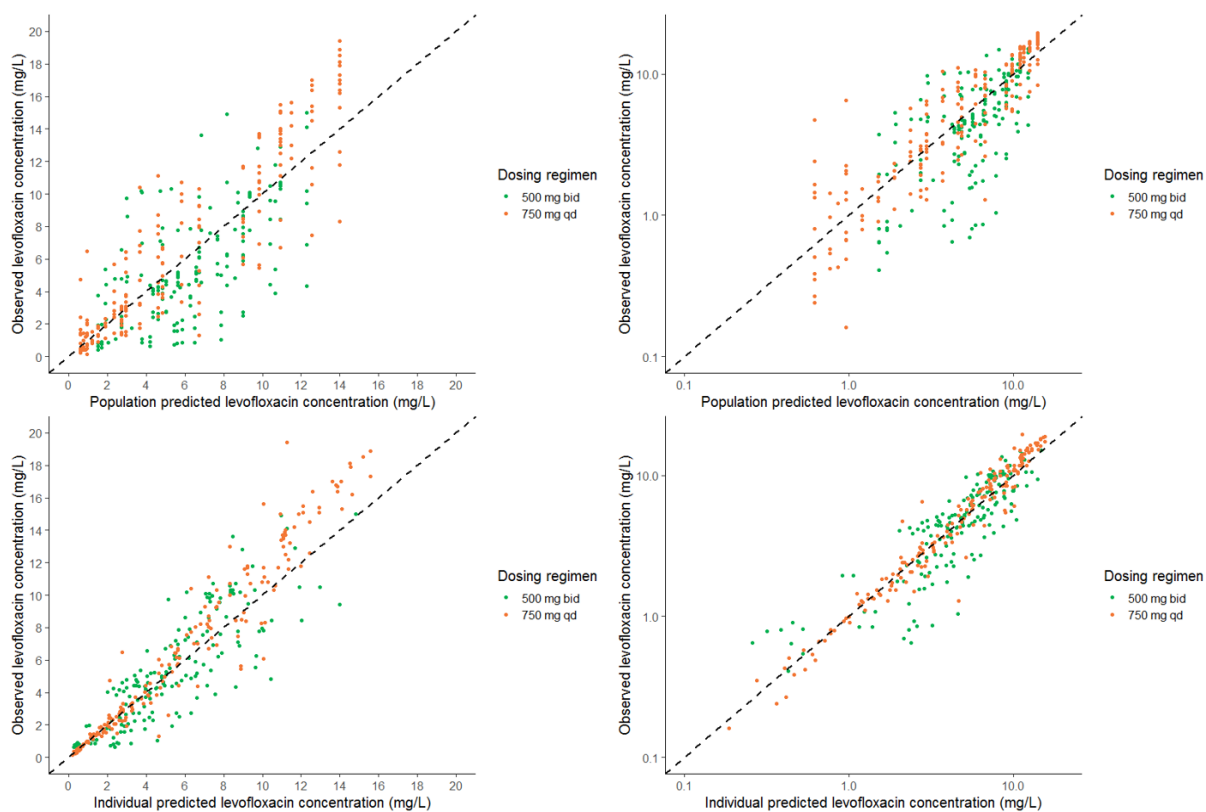 20
18
16
14
12
10
8
6
4
2
0
Observed levofloxacin concentration (mg/L)
0 2 4 6 8 10 12 14 16 18 20
Population predicted levofloxacin concentration (mg/L)
Dosing regimen
500 mg bid
750 mg qd
10.0
1.0
0.1
Observed levofloxacin concentration (mg/L)
0.1 1.0 10.0
Population predicted levofloxacin concentration (mg/L)
Dosing regimen
500 mg bid
750 mg qd
20
18
16
14
12
10
8
6
4
2
0
Observed levofloxacin concentration (mg/L)
0 2 4 6 8 10 12 14 16 18 20
Individual predicted levofloxacin concentration (mg/L)
Dosing regimen
500 mg bid
750 mg qd
10.0
1.0
0.1
Observed levofloxacin concentration (mg/L)
0.1 1.0 10.0
Individual predicted levofloxacin concentration (mg/L)
Dosing regimen
500 mg bid
750 mg qd